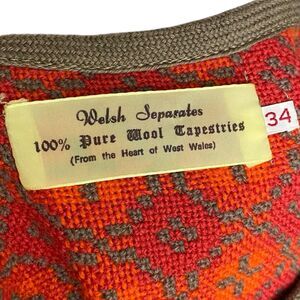 Welsh Separates
100% Pure Wool Tapestries
(From the Heart of West Wales)
34